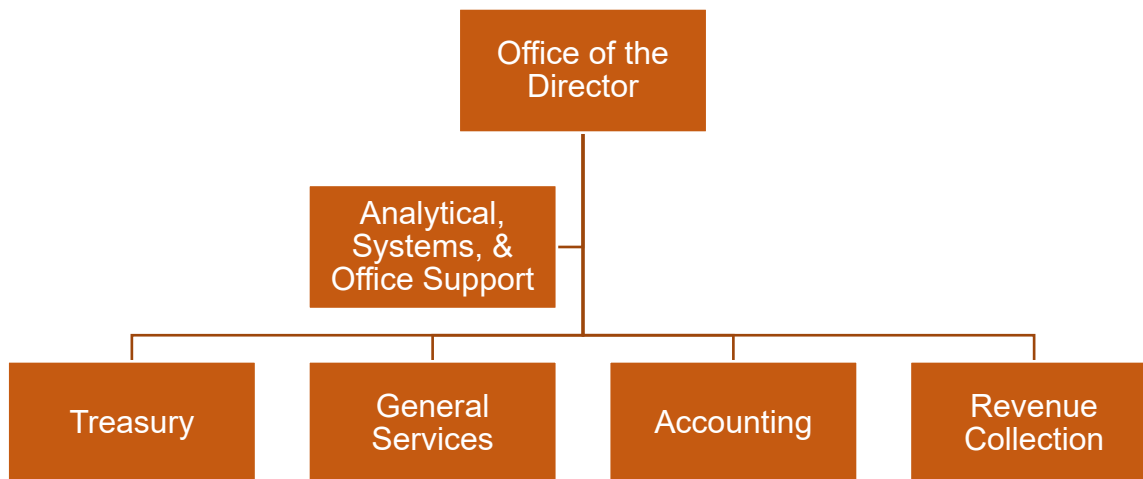 Office of the
Director
Analytical,
Systems, &
Office Support
Treasury
General
Services
Accounting
Revenue
Collection